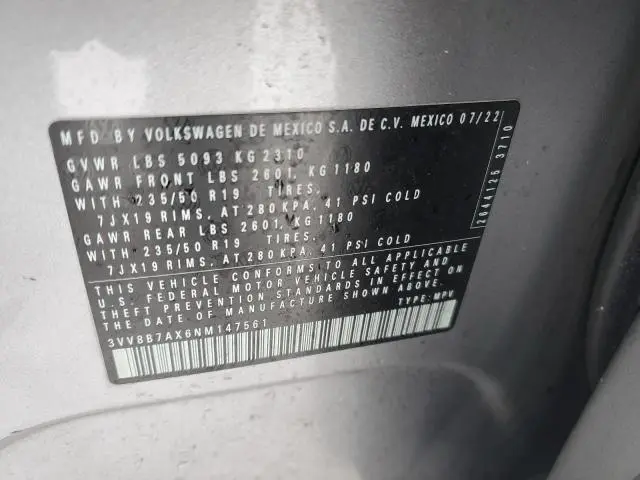 MFD. BY VOLKSWAGEN DE MEXICO S.A. DE C.V. MEXICO 07/22
GVWR LBS 5093 KG 2310
GAWR FRONT LBS 2601, KG 1180
WITH 235/50 R19 TIRES.
7JX19 RIMS, AT 280 KPA, 41 PSI COLD
GAWR REAR LBS 2601, KG 1180
WITH 235/50 R19 TIRES.
7JX19 RIMS, AT 280 KPA, 41 PSI COLD
THIS VEHICLE CONFORMS TO ALL APPLICABLE
U.S. FEDERAL MOTOR VEHICLE SAFETY AND
THEFT PREVENTION STANDARDS IN EFFECT ON
THE DATE OF MANUFACTURE SHOWN ABOVE.
TYPE: MPV
3VV8B7AX6NM147561
2044125 3710